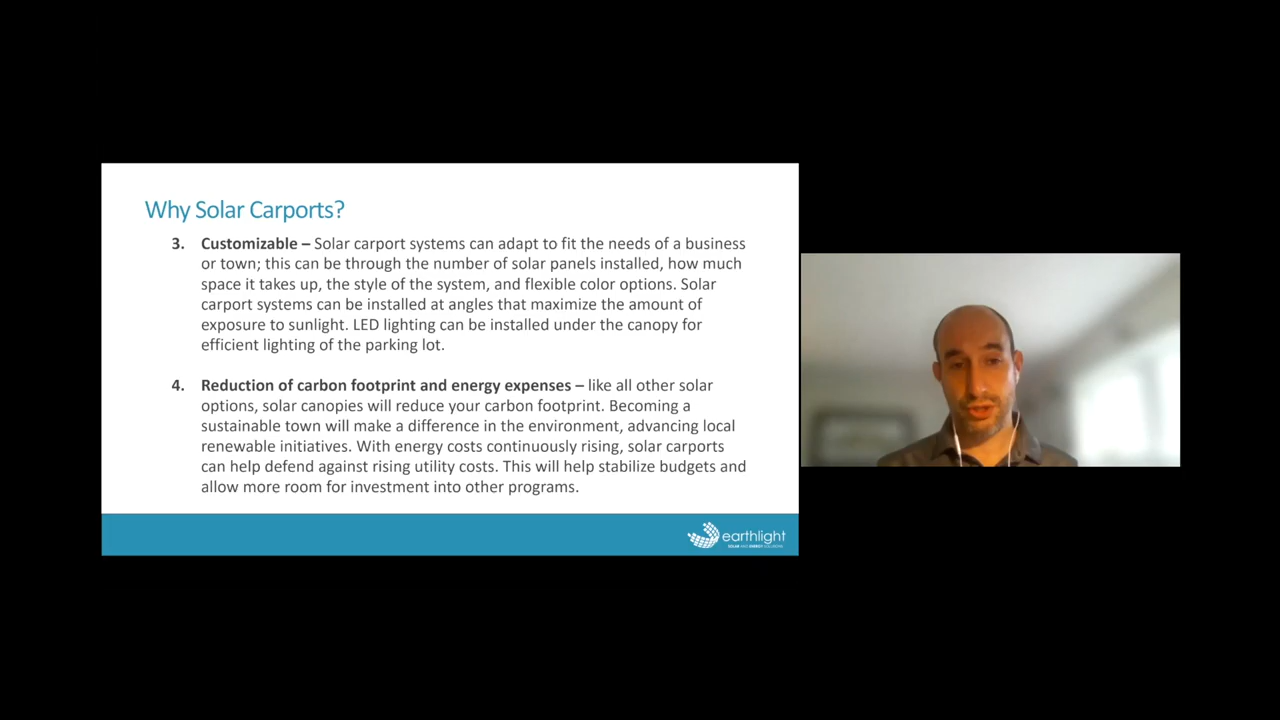 Why Solar Carports?
3. Customizable – Solar carport systems can adapt to fit the needs of a business
or town; this can be through the number of solar panels installed, how much
space it takes up, the style of the system, and flexible color options. Solar
carport systems can be installed at angles that maximize the amount of
exposure to sunlight. LED lighting can be installed under the canopy for
efficient lighting of the parking lot.
4. Reduction of carbon footprint and energy expenses – like all other solar
options, solar canopies will reduce your carbon footprint. Becoming a
sustainable town will make a difference in the environment, advancing local
renewable initiatives. With energy costs continuously rising, solar carports
can help defend against rising utility costs. This will help stabilize budgets and
allow more room for investment into other programs.
earthlight
SOLAR AND ENERGY SOLUTIONS